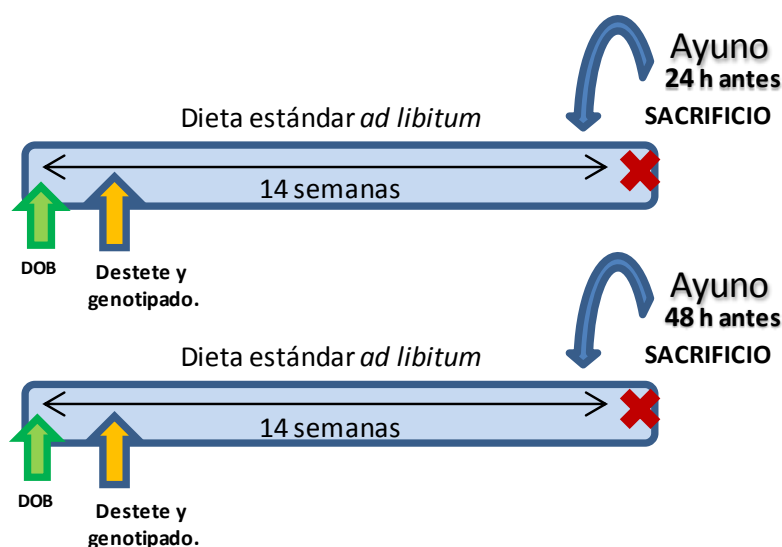 Ayuno
24 h antes
SACRIFICIO
Dieta estándar ad libitum
14 semanas
DOB
Destete y
genotipado.
Ayuno
48 h antes
SACRIFICIO
Dieta estándar ad libitum
14 semanas
DOB
Destete y
genotipado.